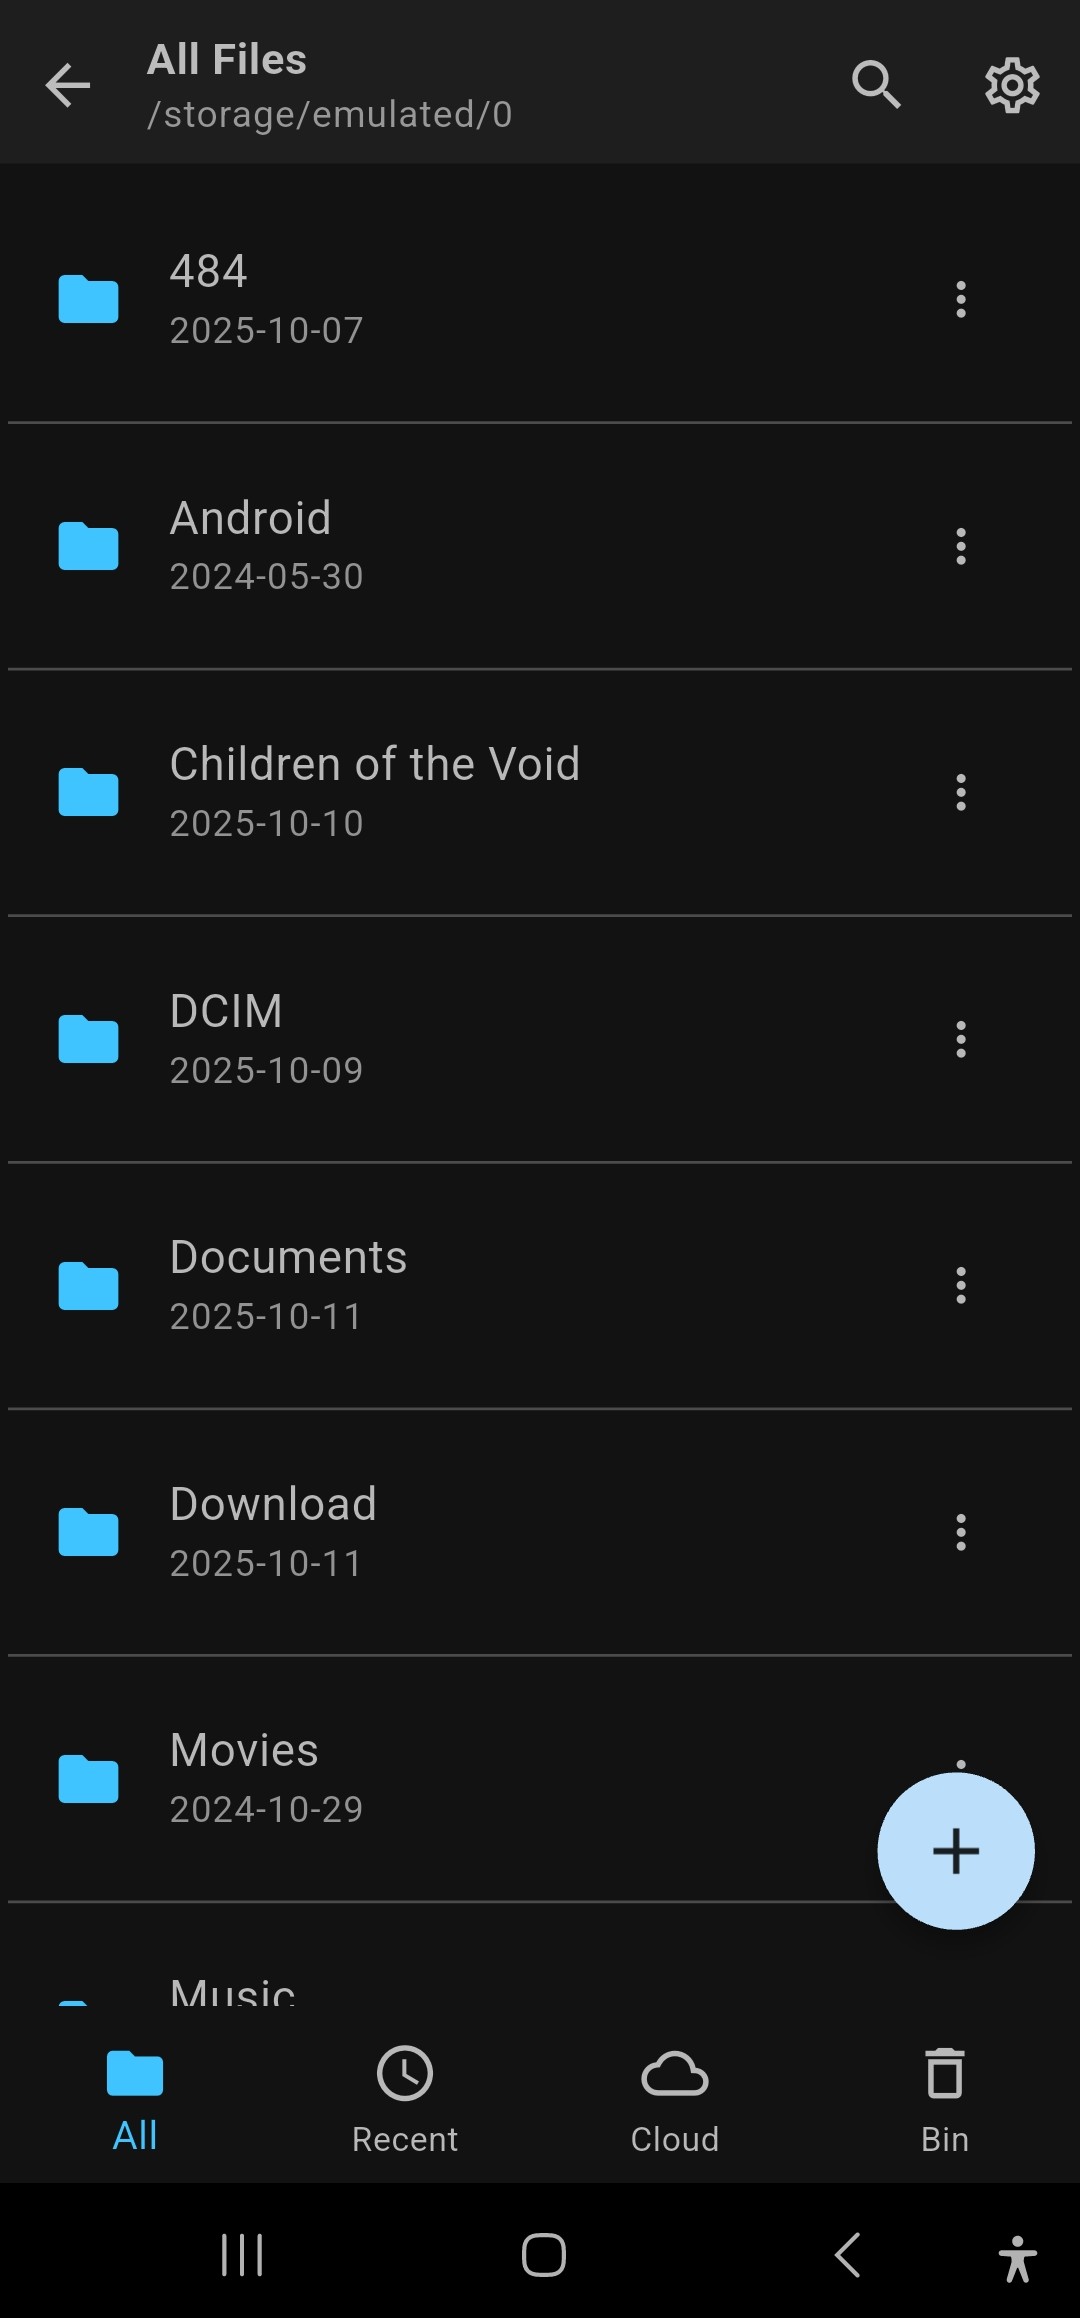 All Files
/storage/emulated/0
484
2025-10-07
Android
2024-05-30
Children of the Void
2025-10-10
DCIM
2025-10-09
Documents
2025-10-11
Download
2025-10-11
Movies
2024-10-29
Music
All
Recent
Cloud
Bin